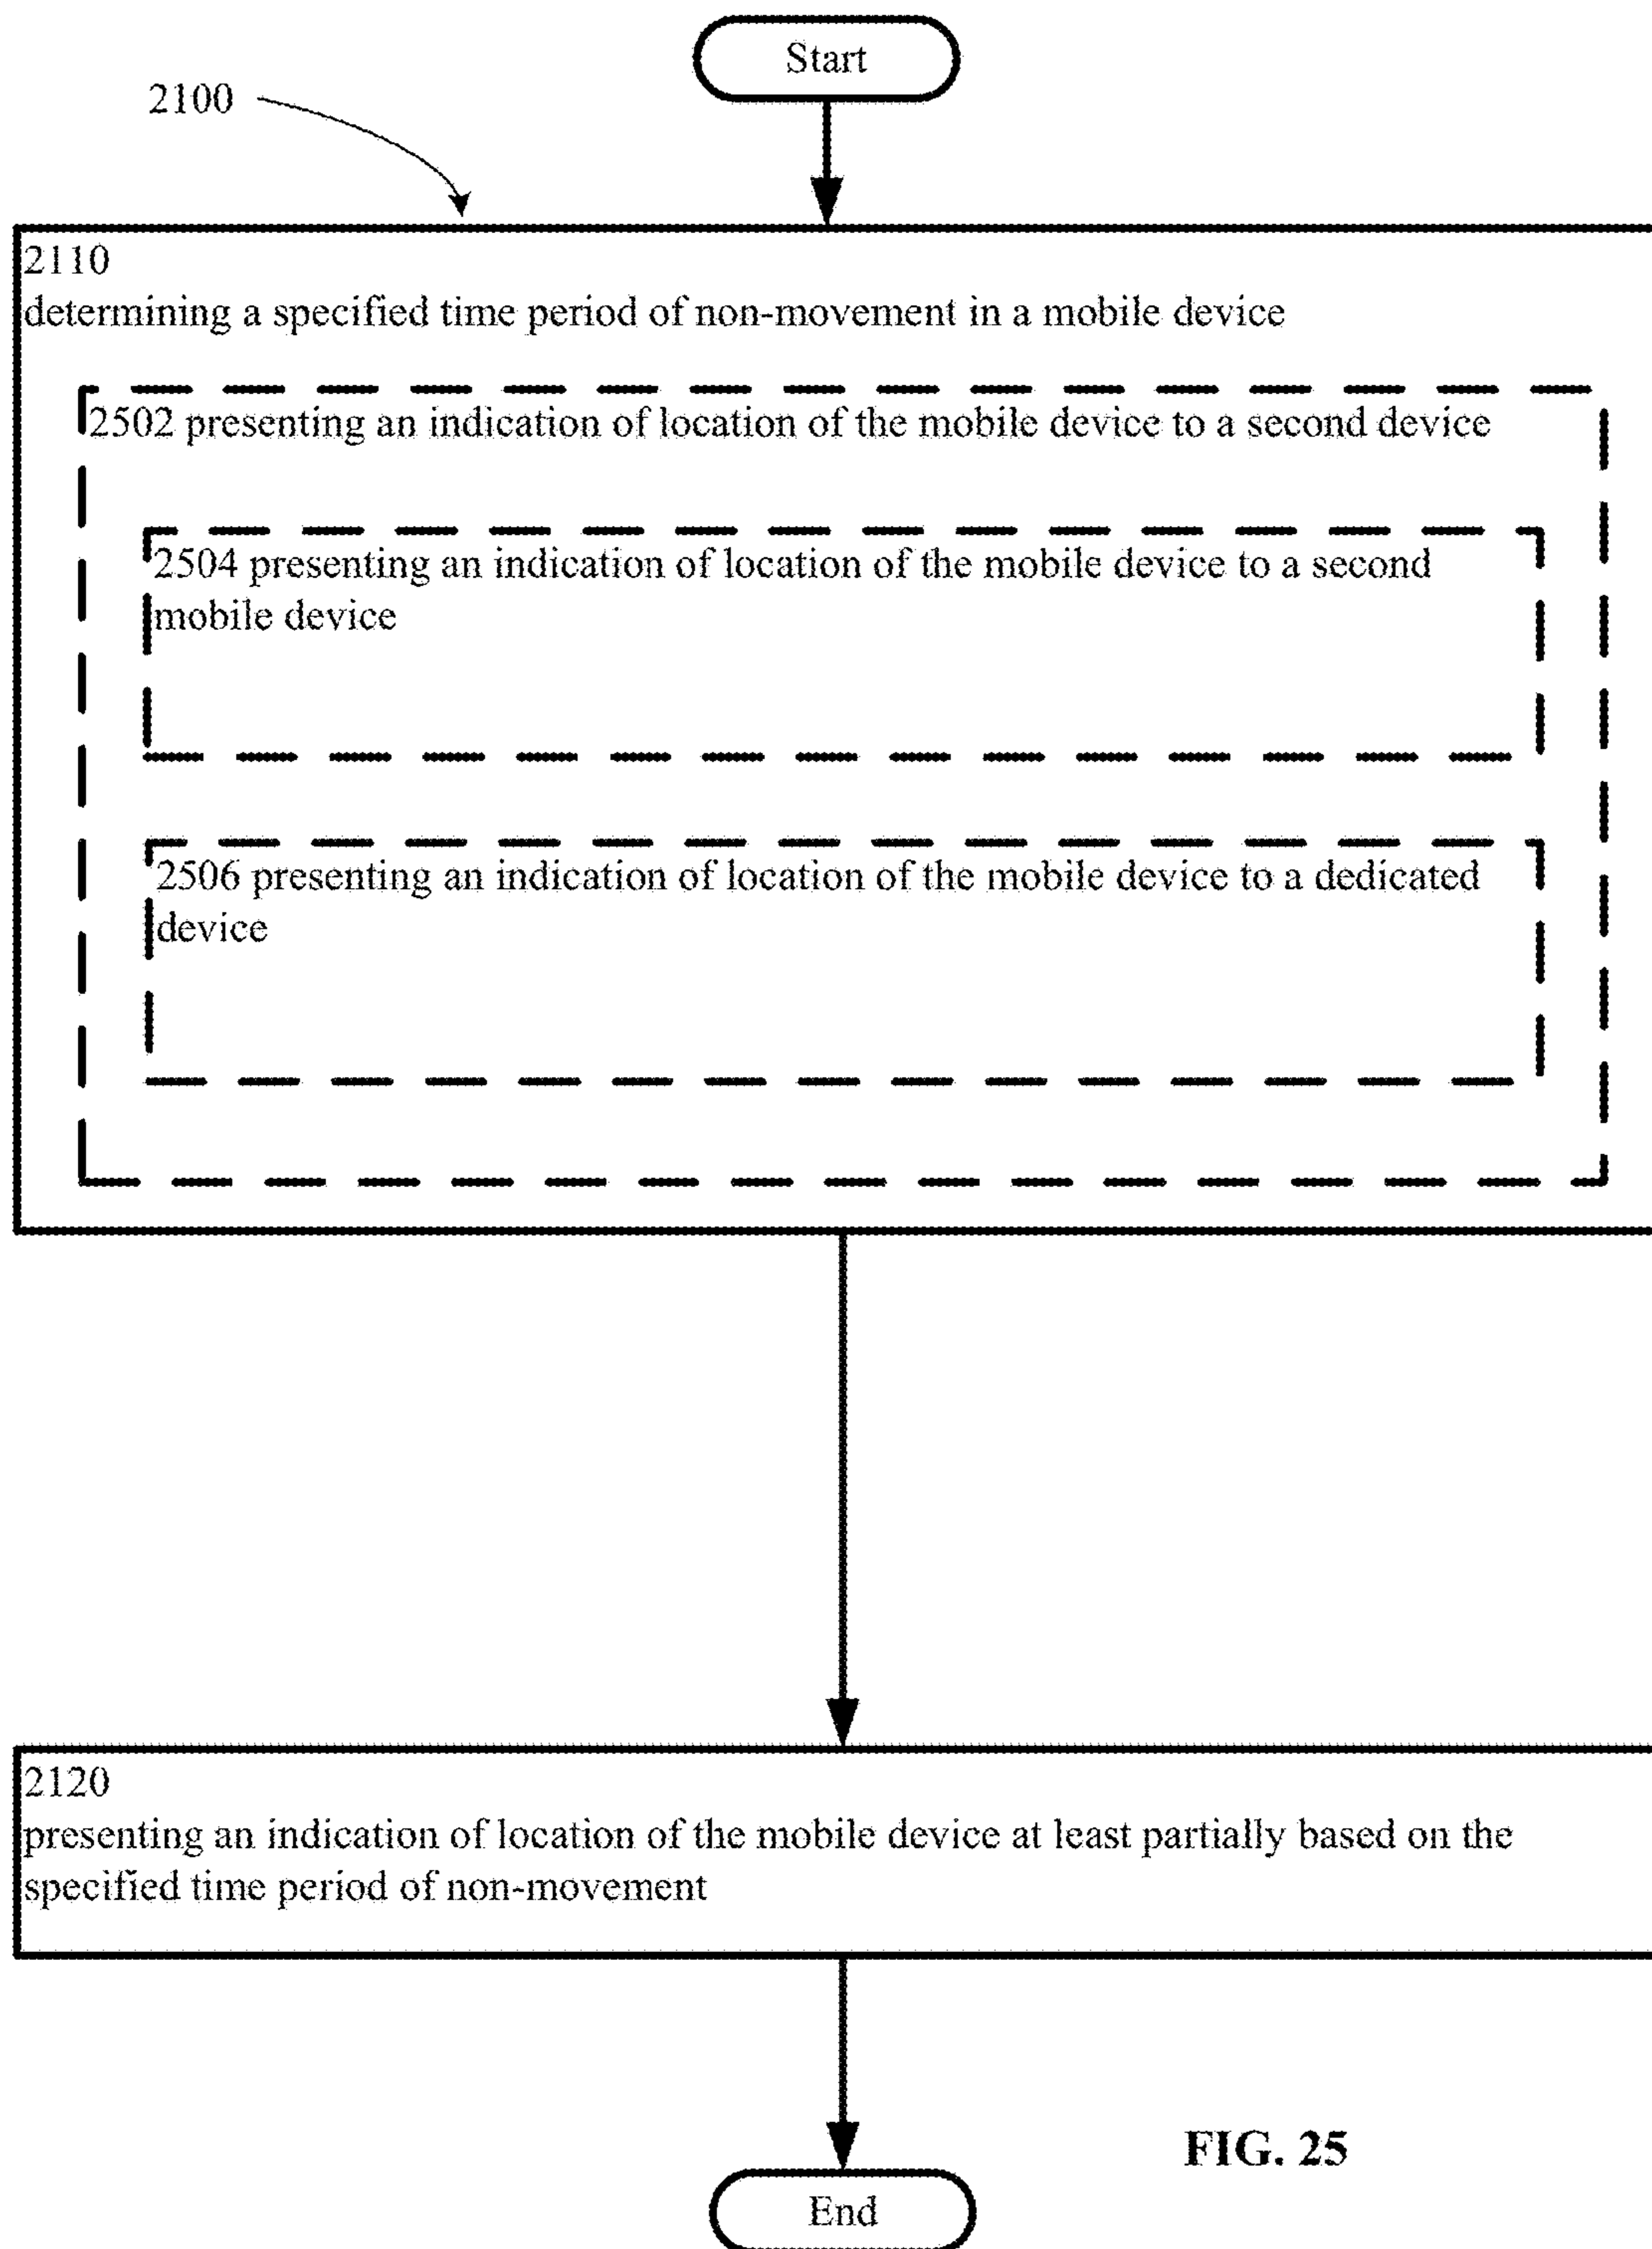 Start
2100
2110
determining a specified time period of non-movement in a mobile device
2502 presenting an indication of location of the mobile device to a second device
2504 presenting an indication of location of the mobile device to a second
mobile device
2506 presenting an indication of location of the mobile device to a dedicated
device
2120
presenting an indication of location of the mobile device at least partially based on the
specified time period of non-movement
FIG. 25
End